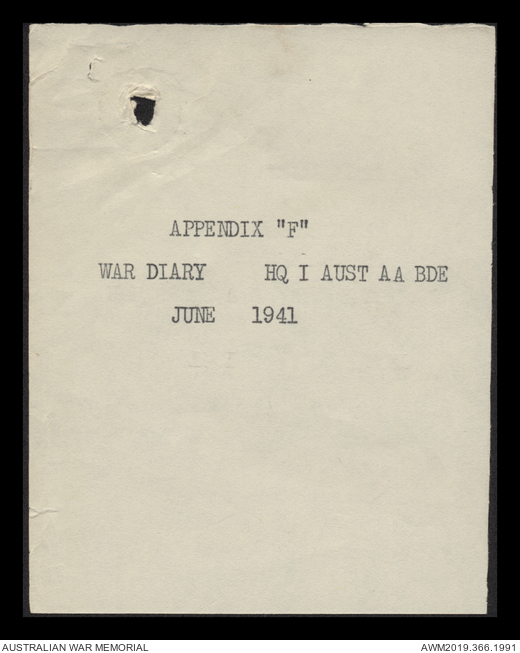 APPENDIX "F"
WAR DIARY HQ I AUST AA BDE
JUNE 1941
AUSTRALIAN WAR MEMORIAL AWM2019.366.1991